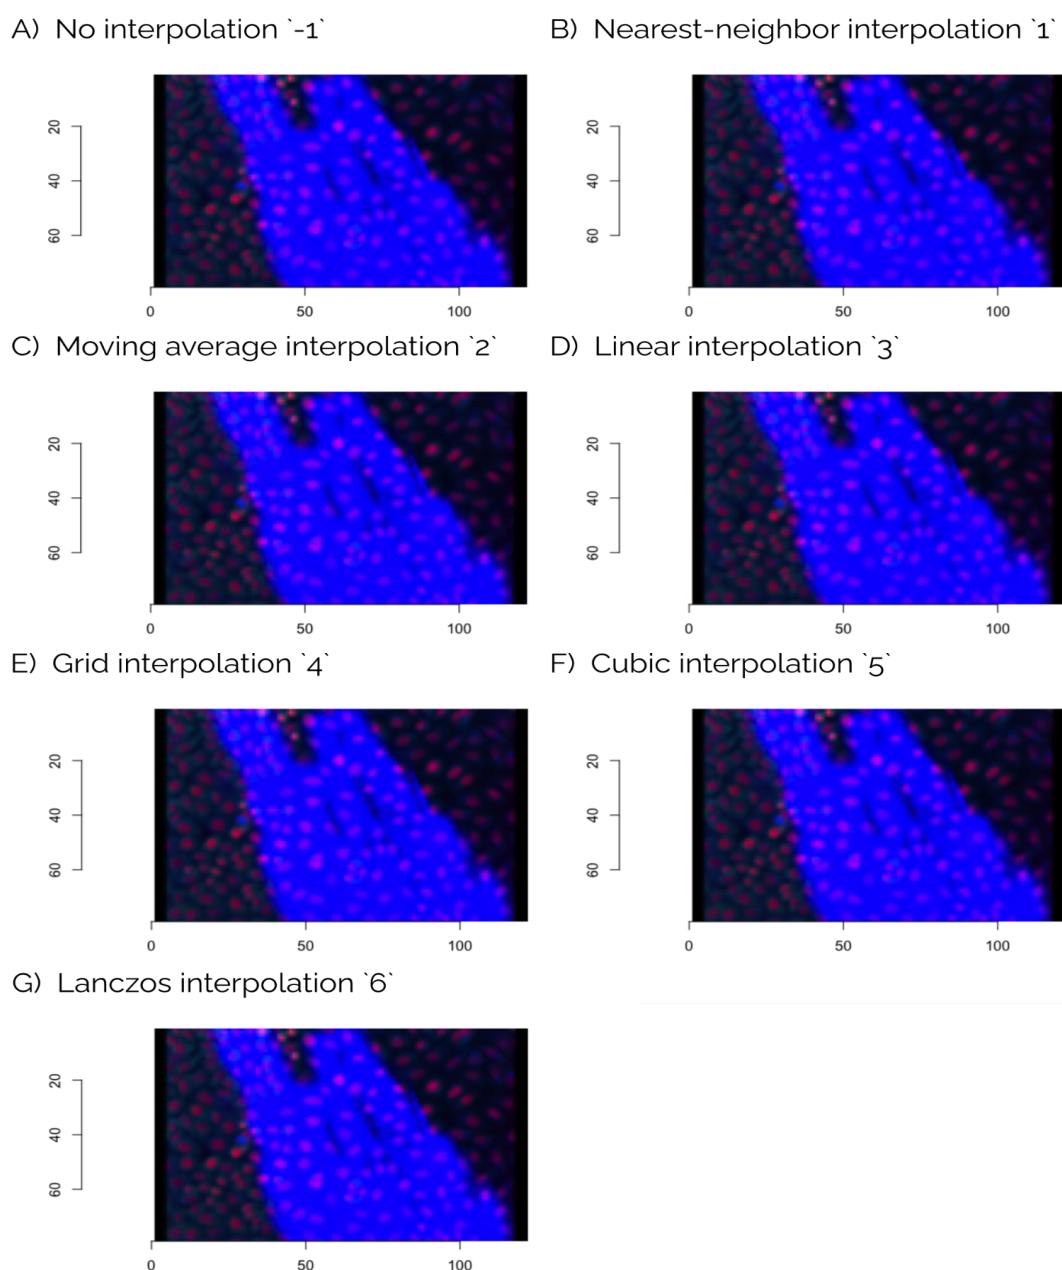 A) No interpolation `-1`
B) Nearest-neighbor interpolation `1`
20
40
60
0 50 100
20
40
60
0 50 100
C) Moving average interpolation `2`
D) Linear interpolation `3`
20
40
60
0 50 100
20
40
60
0 50 100
E) Grid interpolation `4`
F) Cubic interpolation `5`
20
40
60
0 50 100
20
40
60
0 50 100
G) Lanczos interpolation `6`
20
40
60
0 50 100